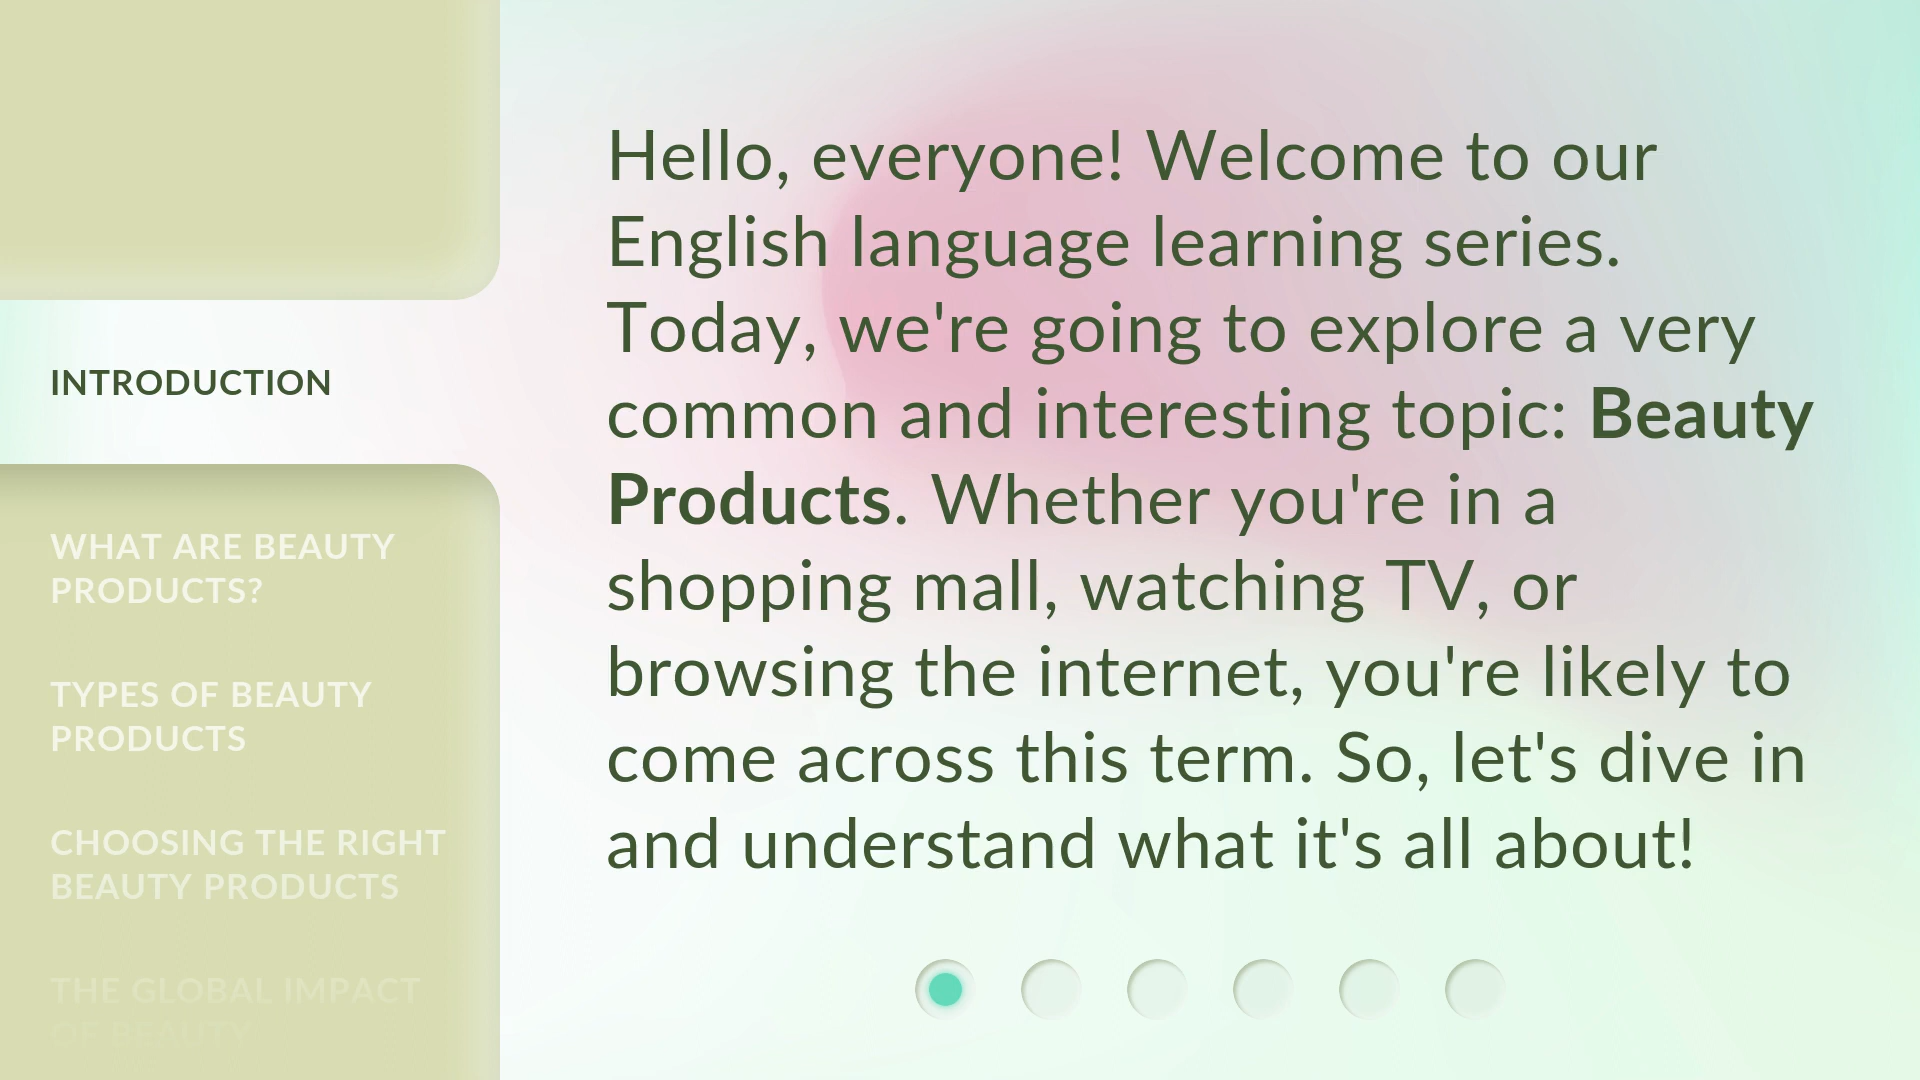 INTRODUCTION
WHAT ARE BEAUTY
PRODUCTS?
TYPES OF BEAUTY
PRODUCTS
CHOOSING THE RIGHT
BEAUTY PRODUCTS
THE GLOBAL IMPACT
OF BEAUTY
Hello, everyone! Welcome to our
English language learning series.
Today, we're going to explore a very
common and interesting topic: Beauty
Products. Whether you're in a
shopping mall, watching TV, or
browsing the internet, you're likely to
come across this term. So, let's dive in
and understand what it's all about!